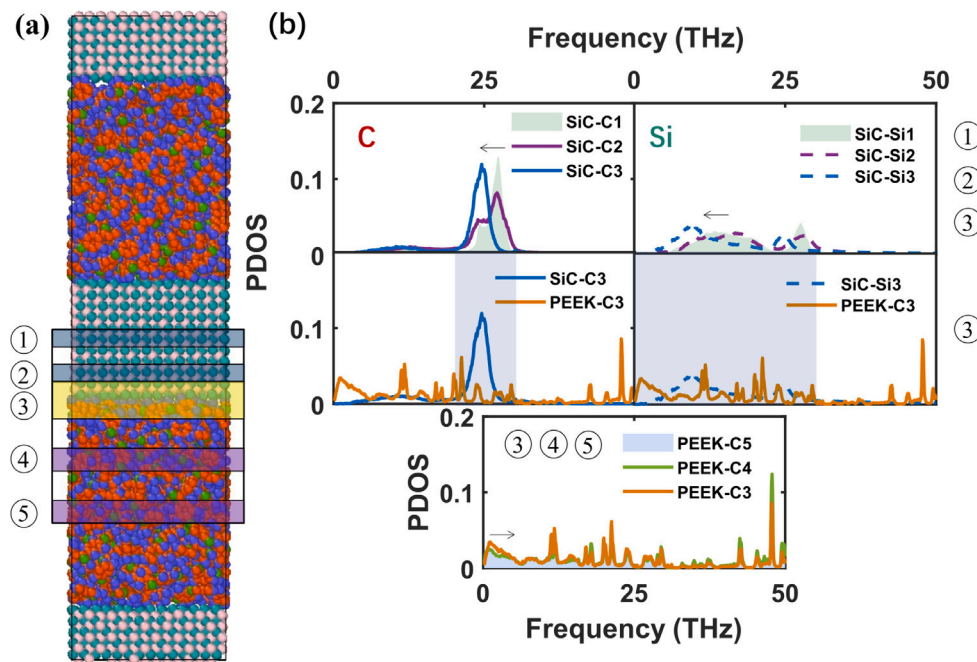 (a)
(b)
Frequency (THz)
0 25 0 25 50
0.2
C
SiC-C1
SiC-C2
SiC-C3
Si
SiC-Si1
SiC-Si2
SiC-Si3
①
②
③
0.1
0
PDOS
SiC-C3
PEEK-C3
SiC-Si3
PEEK-C3
③
0.1
0
①
②
③
④
⑤
0.2
③ ④ ⑤
PEEK-C5
PEEK-C4
PEEK-C3
PDOS
0.1
0
0 25 50
Frequency (THz)